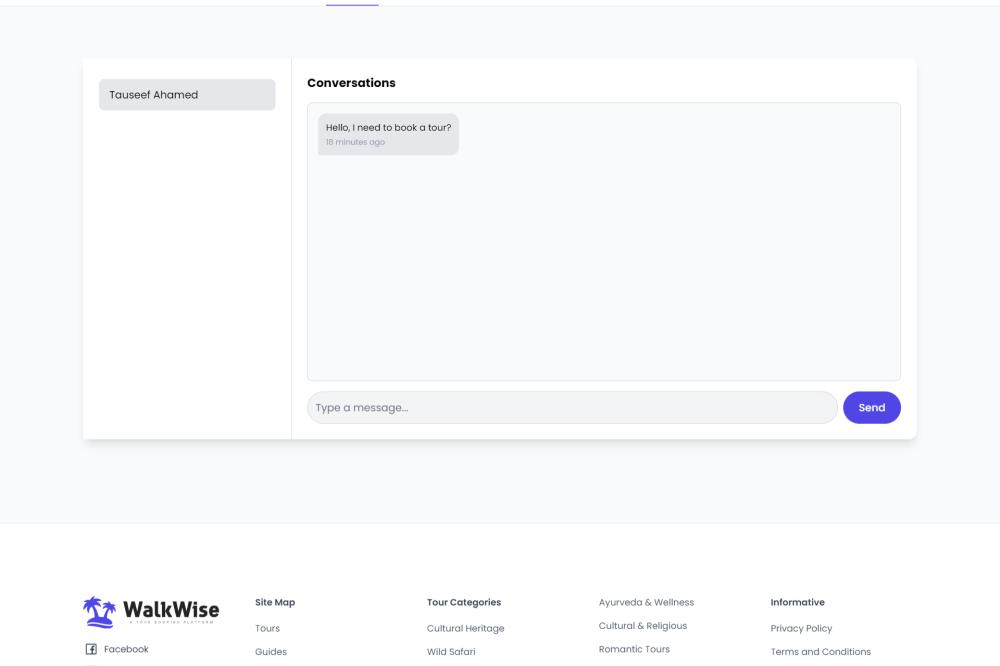 Tauseef Ahamed
Conversations
Hello, I need to book a tour?
18 minutes ago
Type a message...
Send
WalkWise
A TOUR BOOKING PLATFORM
Facebook
Site Map
Tours
Guides
Tour Categories
Cultural Heritage
Wild Safari
Ayurveda & Wellness
Cultural & Religious
Romantic Tours
Informative
Privacy Policy
Terms and Conditions